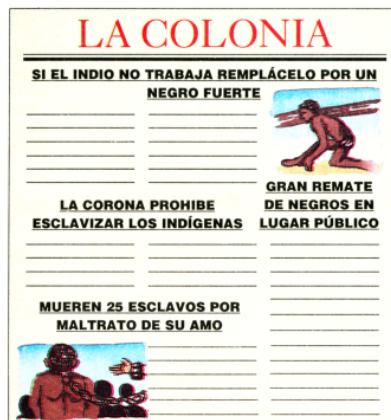 LA COLONIA
SI EL INDIO NO TRABAJA REMPLÁCELO POR UN
NEGRO FUERTE
LA CORONA PROHIBE
ESCLAVIZAR LOS INDÍGENAS
GRAN REMATE
DE NEGROS EN
LUGAR PÚBLICO
MUEREN 25 ESCLAVOS POR
MALTRATO DE SU AMO